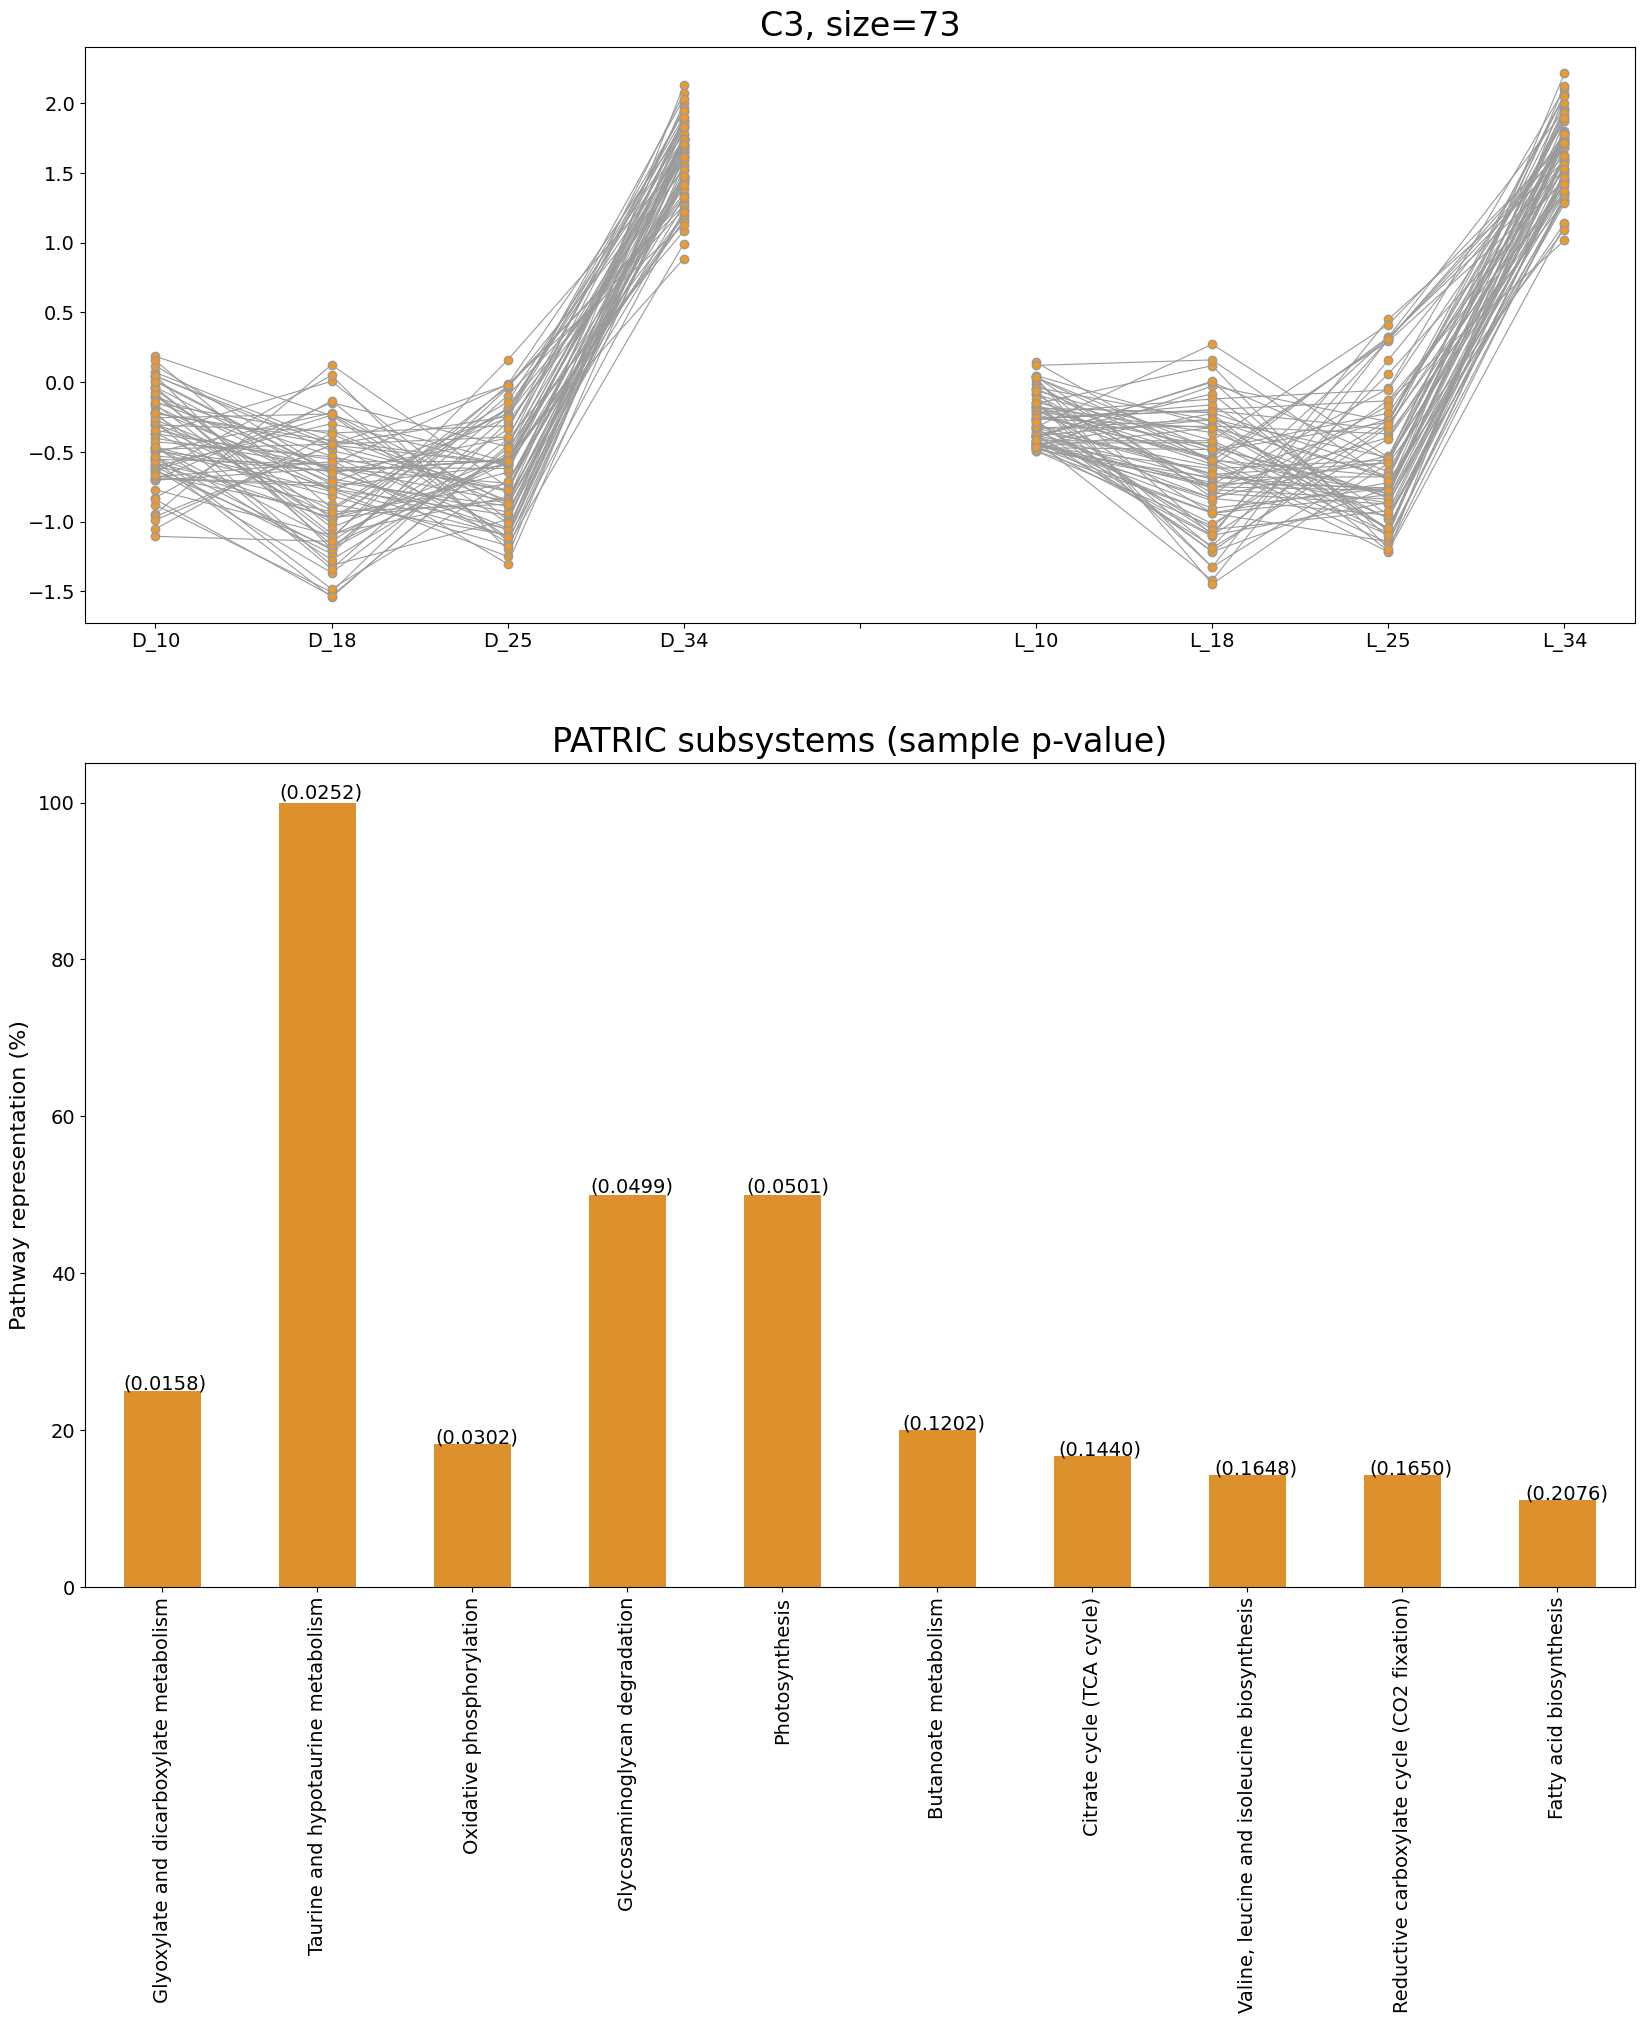 C3, size=73
2.0
1.5
1.0
0.5
0.0
−0.5
−1.0
−1.5
D_10 D_18 D_25 D_34 L_10 L_18 L_25 L_34
PATRIC subsystems (sample p-value)
Pathway representation (%)
100
80
60
40
20
0
(0.0158)
(0.0252)
(0.0302)
(0.0499)
(0.0501)
(0.1202)
(0.1440)
(0.1648)
(0.1650)
(0.2076)
Glyoxylate and dicarboxylate metabolism
Taurine and hypotaurine metabolism
Oxidative phosphorylation
Glycosaminoglycan degradation
Photosynthesis
Butanoate metabolism
Citrate cycle (TCA cycle)
Valine, leucine and isoleucine biosynthesis
Reductive carboxylate cycle (CO2 fixation)
Fatty acid biosynthesis